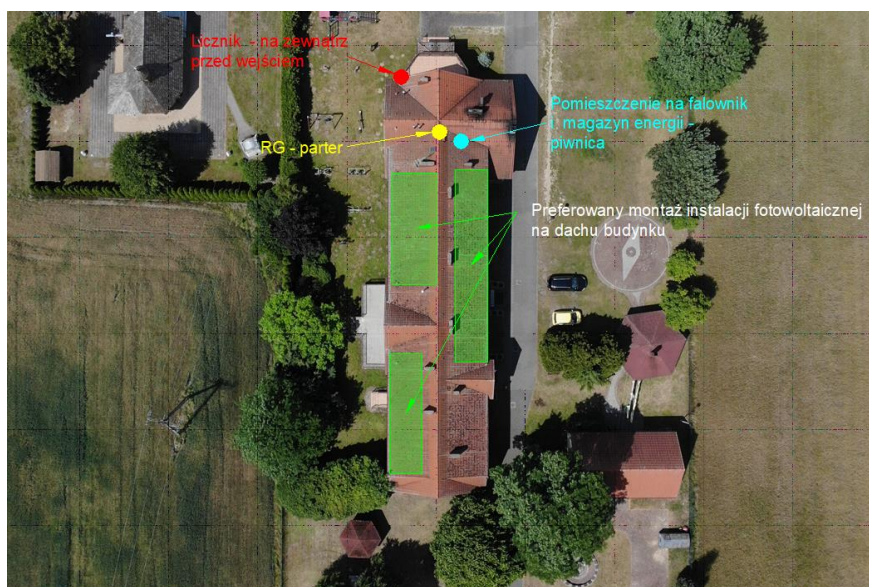 Licznik - na zewnątrz
przed wejściem
Pomieszczenie na falownik
i magazyn energii -
piwnica
RG - parter
Preferowany montaż instalacji fotowoltaicznej
na dachu budynku